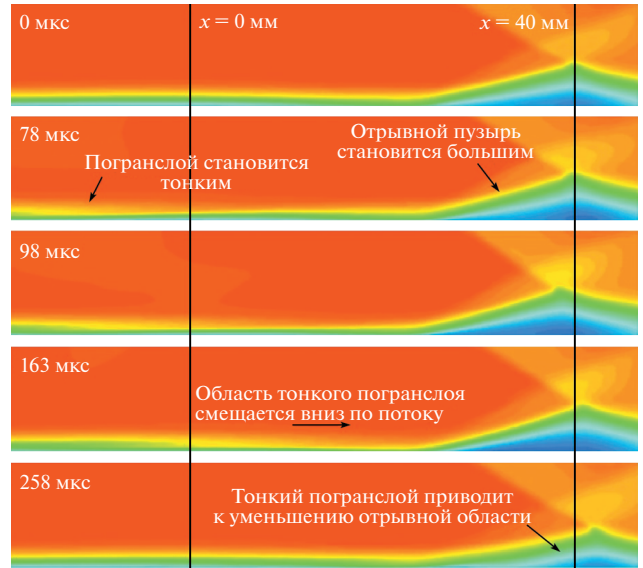 0 мкс
x = 0 мм
x = 40 мм
78 мкс
Погранслой становится
тонким
Отрывной пузырь
становится большим
98 мкс
163 мкс
Область тонкого погранслоя
смещается вниз по потоку
258 мкс
Тонкий погранслой приводит
к уменьшению отрывной области